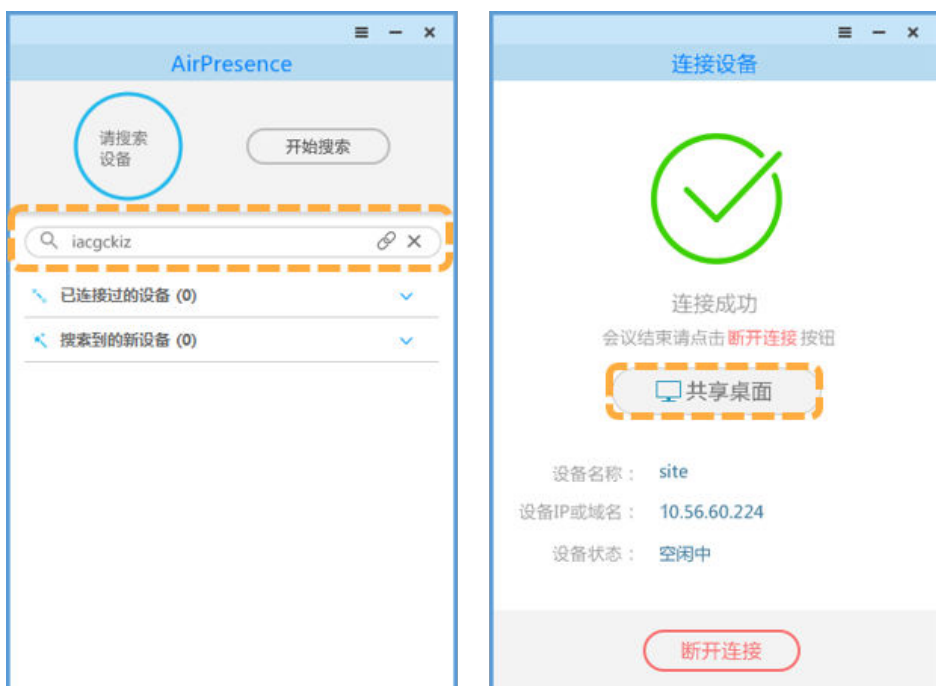 AirPresence
请搜索
设备
开始搜索
iacgckiz
已连接过的设备 (0)
搜索到的新设备 (0)
连接设备
连接成功
会议结束请点击断开连接按钮
共享桌面
设备名称： site
设备IP或域名： 10.56.60.224
设备状态： 空闲中
断开连接